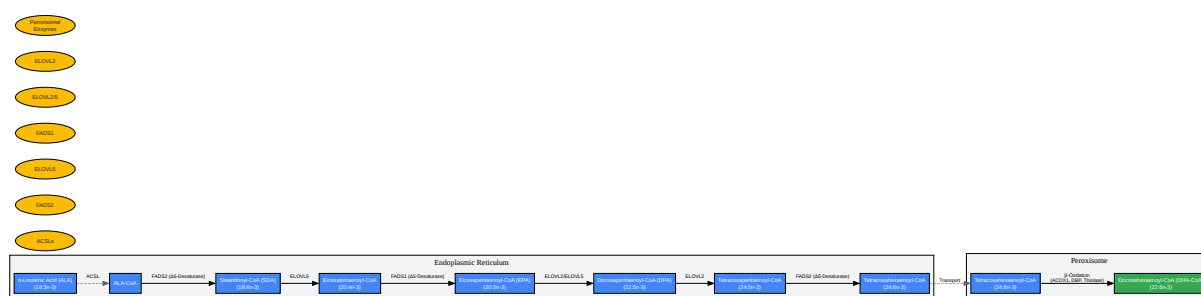 Peroxisomal
Enzymes
ELOVL2
ELOVL2/5
FADS1
ELOVL5
FADS2
ACSLs
Endoplasmic Reticulum
Peroxisome
α-Linolenic Acid (ALA)
(18:3n-3)
ACSL
ALA-CoA
FADS2 (Δ6-Desaturase)
Stearidonyl-CoA (SDA)
(18:4n-3)
ELOVL5
Eicosatetraenoyl-CoA
(20:4n-3)
FADS1 (Δ5-Desaturase)
Eicosapentaenoyl-CoA (EPA)
(20:5n-3)
ELOVL2/ELOVL5
Docosapentaenoyl-CoA (DPA)
(22:5n-3)
ELOVL2
Tetracosapentaenoyl-CoA
(24:5n-3)
FADS2 (Δ6-Desaturase)
Tetracosahexaenoyl-CoA
(24:6n-3)
Transport
Tetracosahexaenoyl-CoA
(24:6n-3)
β-Oxidation
(ACOX1, DBP, Thiolase)
Docosahexaenoyl-CoA (DHA-CoA)
(22:6n-3)